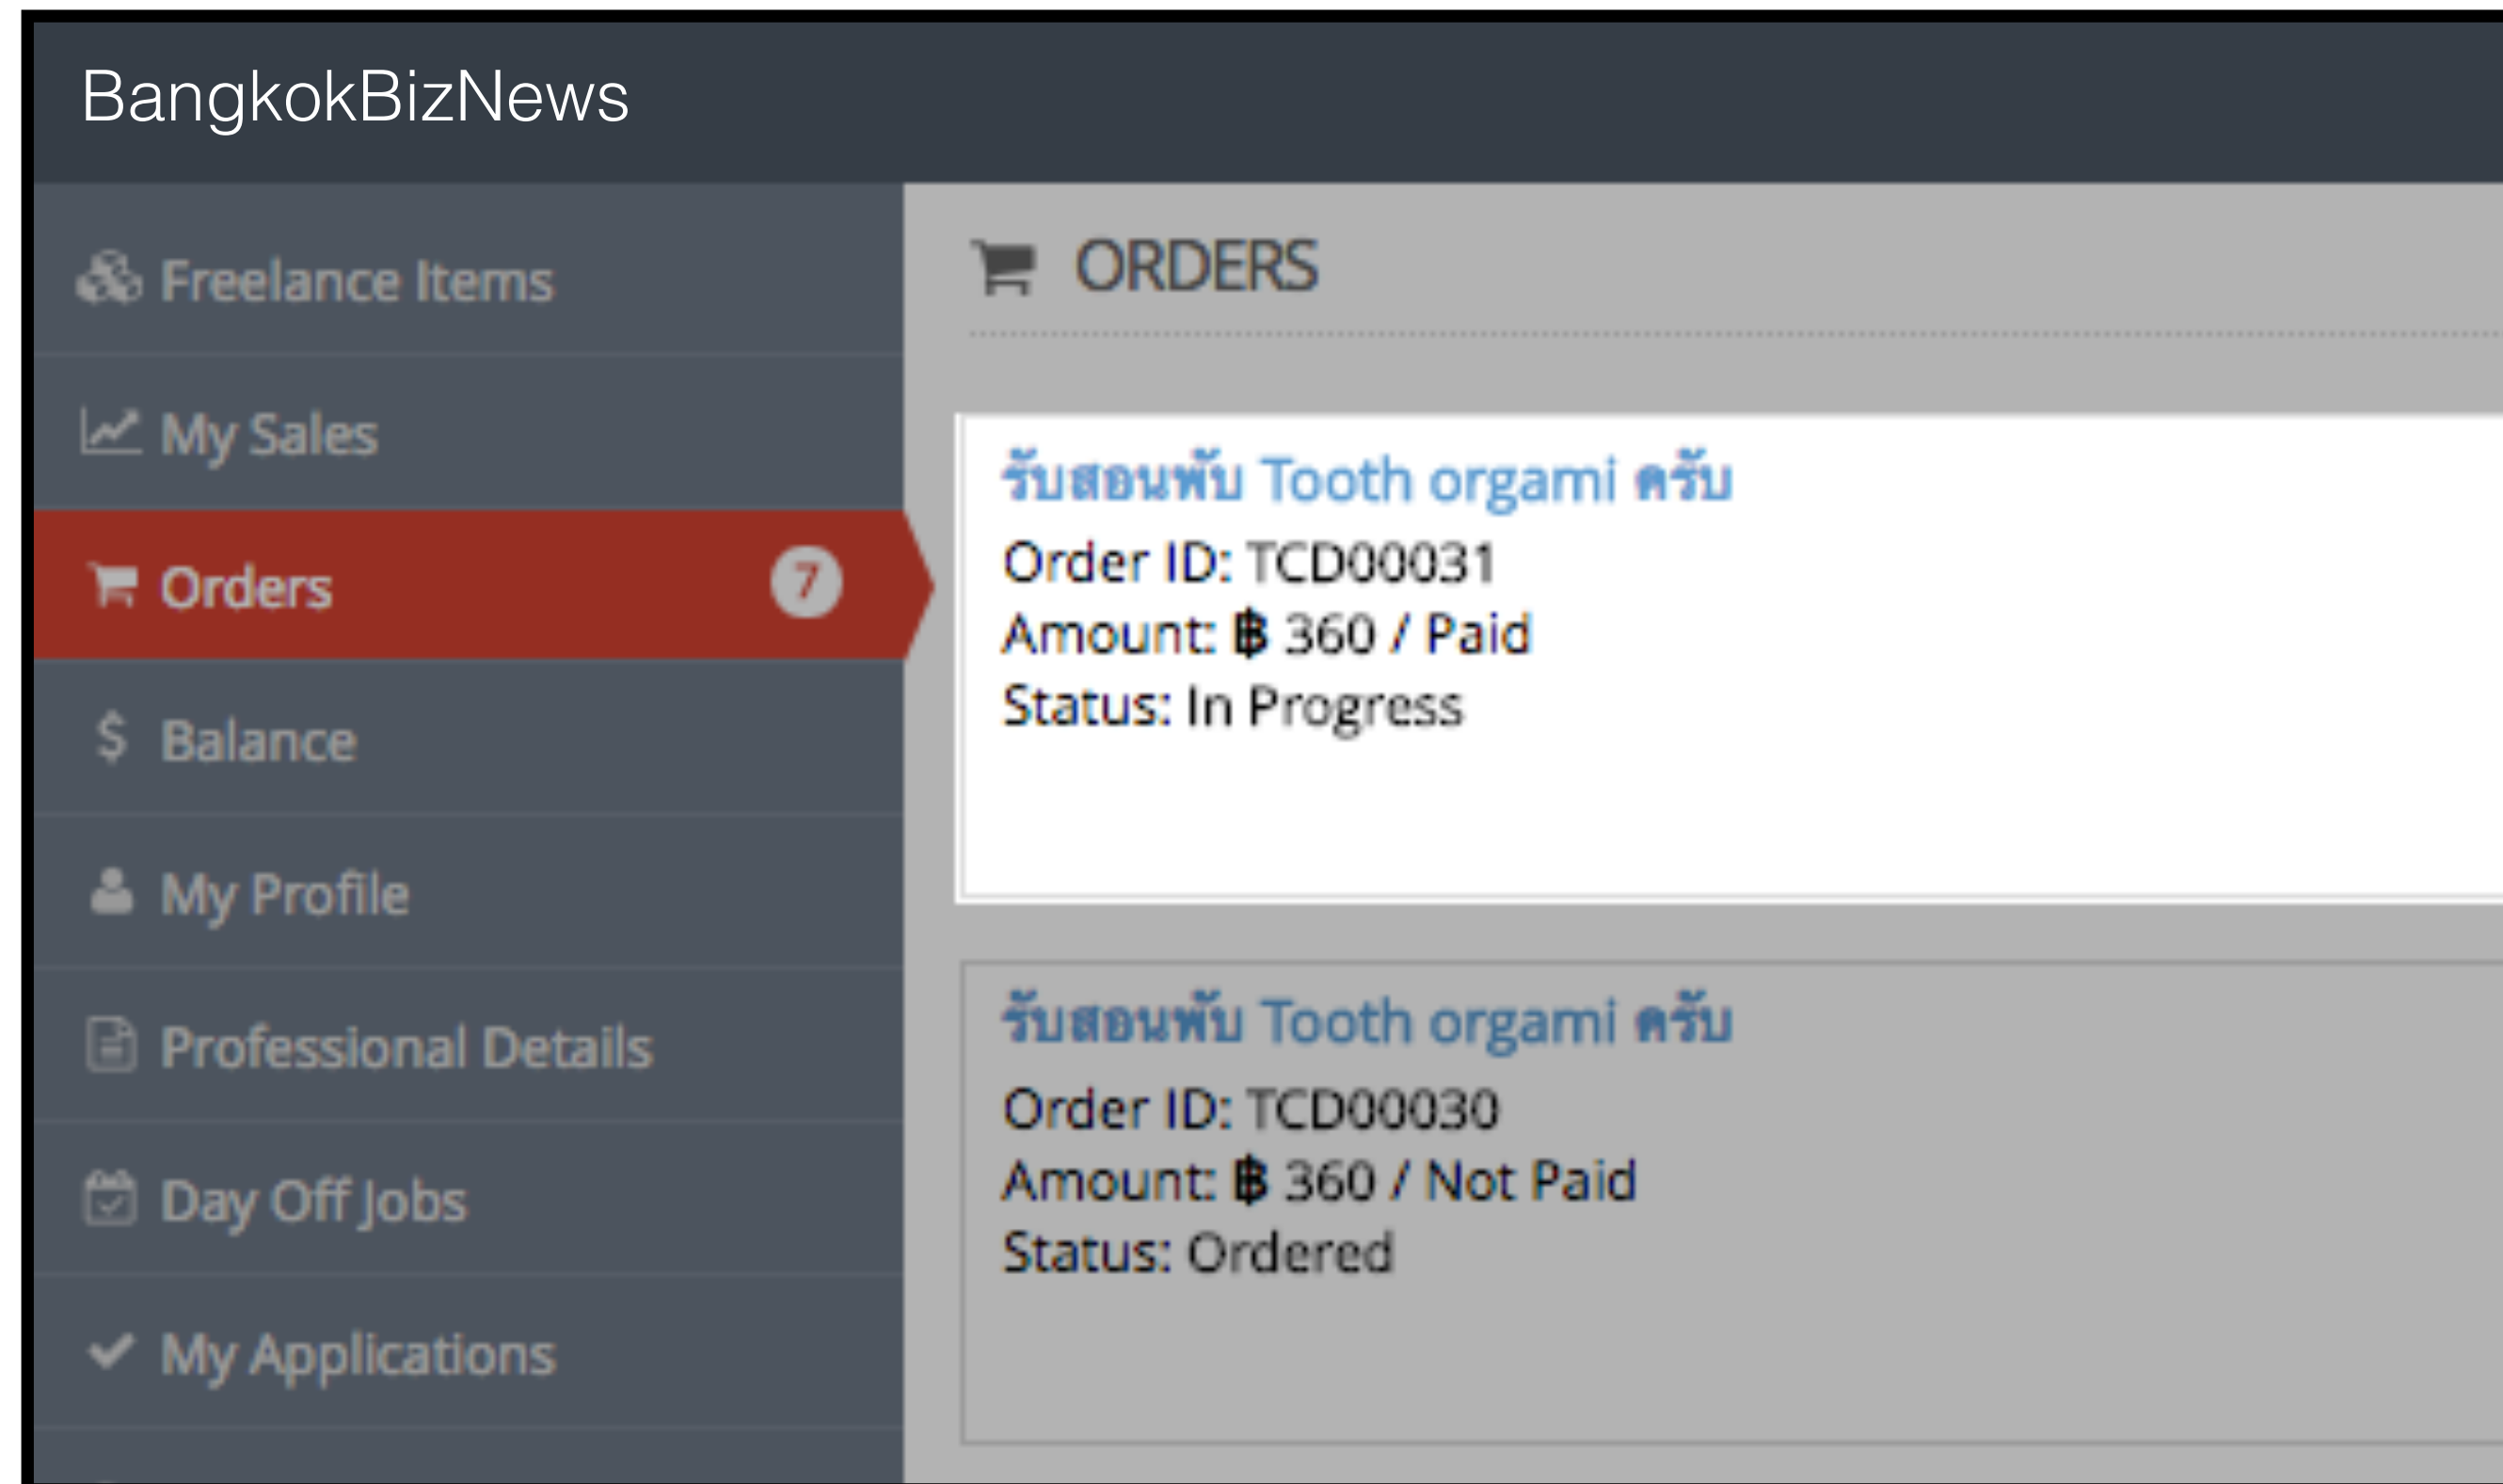 BangkokBizNews
Freelance Items
My Sales
Orders 7
Balance
My Profile
Professional Details
Day Off Jobs
My Applications
ORDERS
รับสอนพับ Tooth orgami ครับ
Order ID: TCD00031
Amount: ฿ 360 / Paid
Status: In Progress
รับสอนพับ Tooth orgami ครับ
Order ID: TCD00030
Amount: ฿ 360 / Not Paid
Status: Ordered